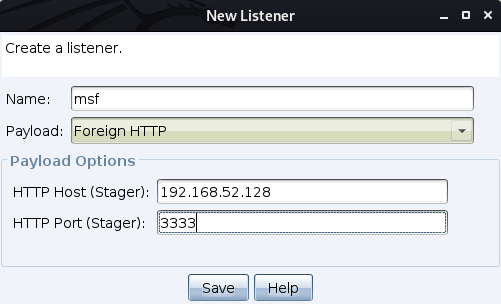 New Listener
Create a listener.
Name: msf
Payload: Foreign HTTP
Payload Options
HTTP Host (Stager): 192.168.52.128
HTTP Port (Stager): 3333
Save Help